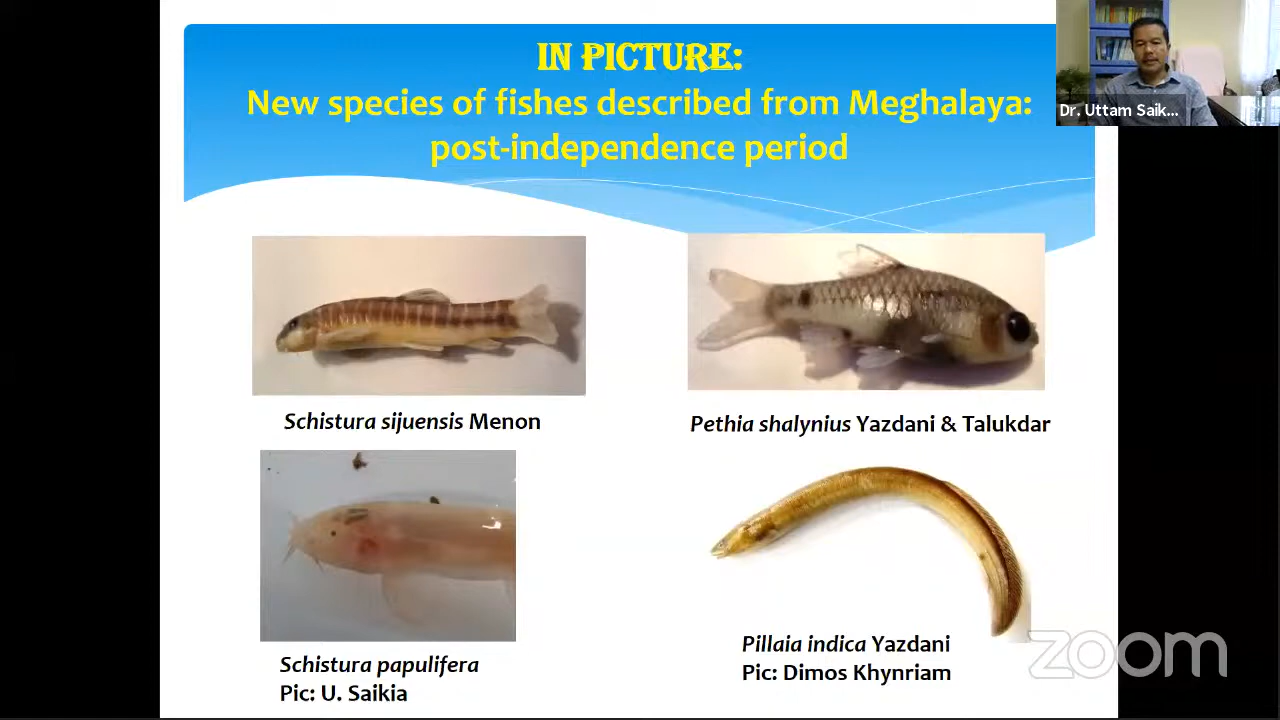 IN PICTURE:
New species of fishes described from Meghalaya:
post-independence period
Dr. Uttam Saik...
Schistura sijuensis Menon
Pethia shalynius Yazdani & Talukdar
Schistura papulifera
Pic: U. Saikia
Pillaia indica Yazdani
Pic: Dimos Khynriam
zoom